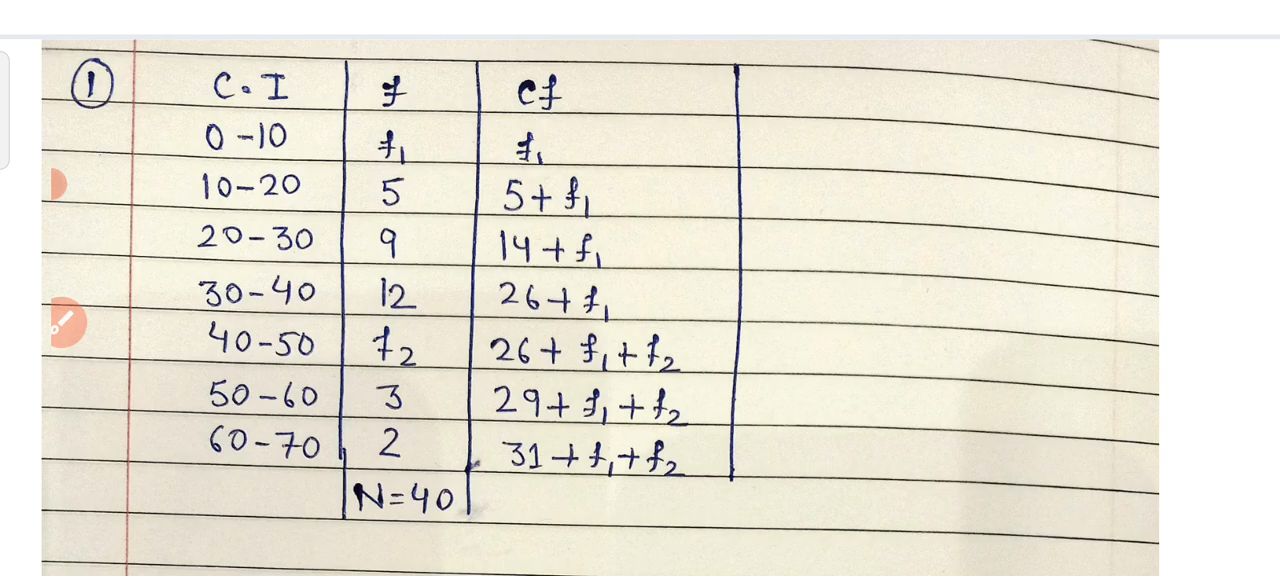 ① C.I f cf
0-10 f₁ f₁
10-20 5 5+f₁
20-30 9 14+f₁
30-40 12 26+f₁
40-50 f₂ 26+f₁+f₂
50-60 3 29+f₁+f₂
60-70 2 31+f₁+f₂
N=40